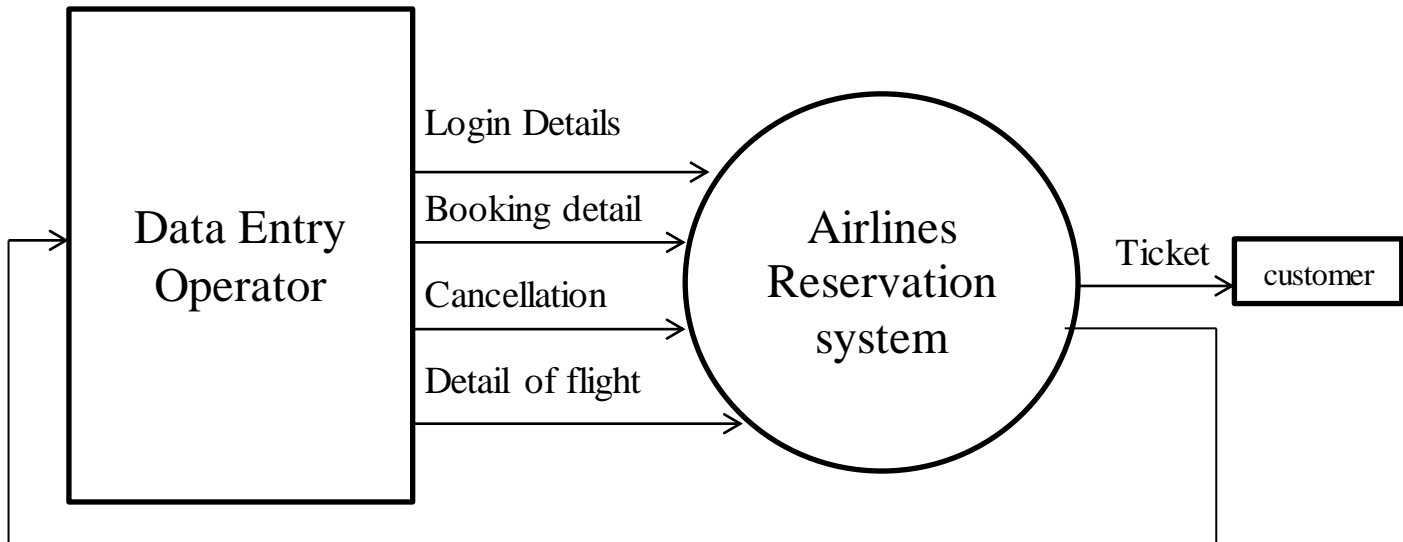 Data Entry
Operator
Login Details
Booking detail
Cancellation
Detail of flight
Airlines
Reservation
system
Ticket
customer